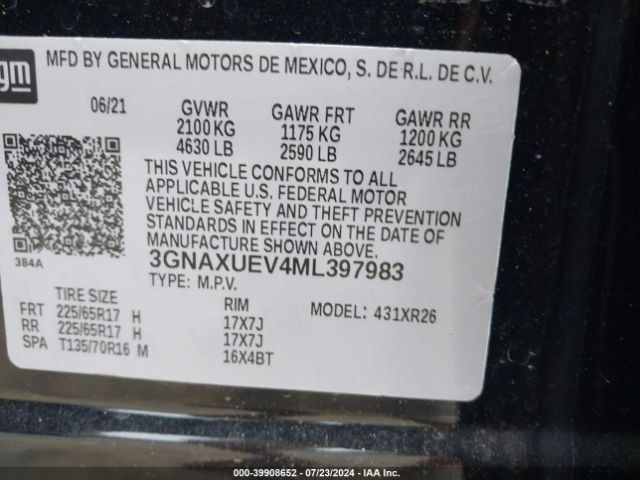 gm
MFD BY GENERAL MOTORS DE MEXICO, S. DE R.L. DE C.V.
06/21 GVWR GAWR FRT GAWR RR
2100 KG 1175 KG 1200 KG
4630 LB 2590 LB 2645 LB
THIS VEHICLE CONFORMS TO ALL
APPLICABLE U.S. FEDERAL MOTOR
VEHICLE SAFETY AND THEFT PREVENTION
STANDARDS IN EFFECT ON THE DATE OF
MANUFACTURE SHOWN ABOVE.
384A
3GNAXUEV4ML397983
TYPE: M.P.V.
TIRE SIZE RIM MODEL: 431XR26
FRT 225/65R17 H 17X7J
RR 225/65R17 H 17X7J
SPA T135/70R16 M 16X4BT
000-39908652 - 07/23/2024 - IAA Inc.